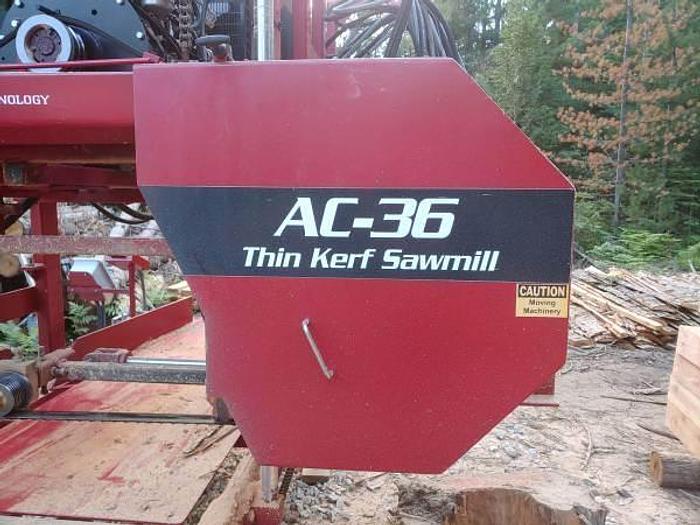 NOLOGY
AC-36
Thin Kerf Sawmill
CAUTION
Moving
Machinery